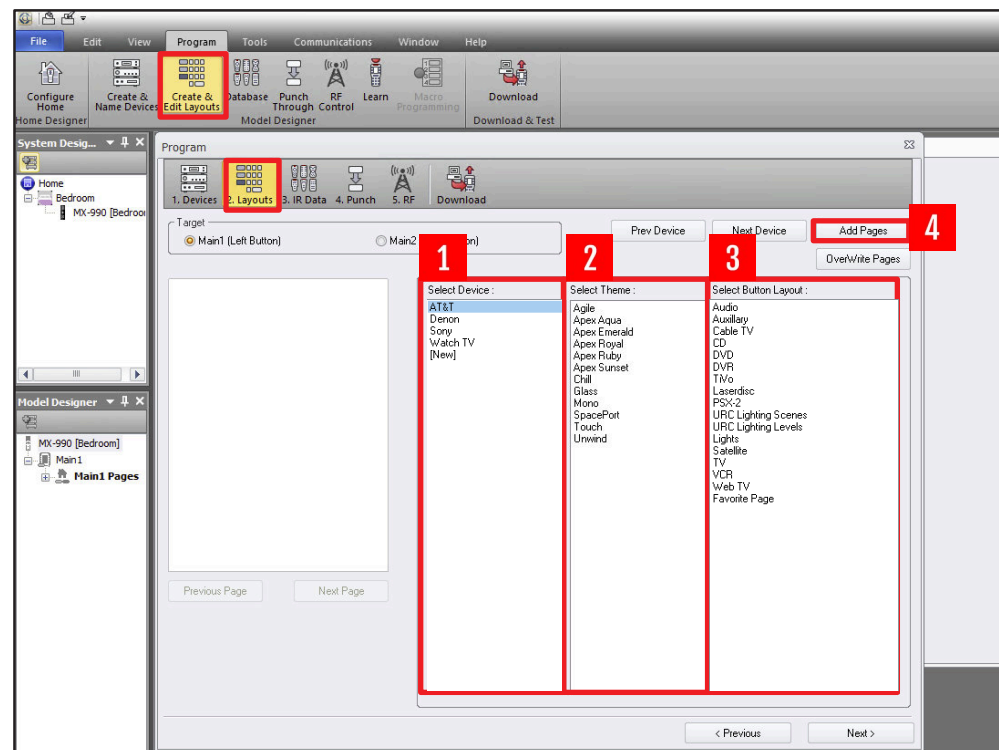 File Edit View Program Tools Communications Window Help
Configure Home
Create & Name Devices
Create & Edit Layouts
Database
Punch Through
RF Control
Learn
Macro Programming
Download
Home Designer
Model Designer
Download & Test
System Desig...
Home
Bedroom
MX-990 [Bedroo
Model Designer
MX-990 [Bedroom]
Main1
Main1 Pages
Program
1. Devices
2. Layouts
3. IR Data
4. Punch
5. RF
Download
Target
Main1 (Left Button)
Main2
on)
Prev Device
Next Device
Add Pages
4
OverWrite Pages
1
2
3
Select Device :
AT&T
Denon
Sony
Watch TV
[New]
Select Theme :
Agile
Apex Aqua
Apex Emerald
Apex Royal
Apex Ruby
Apex Sunset
Chill
Glass
Mono
SpacePort
Touch
Unwind
Select Button Layout :
Audio
Auxillary
Cable TV
CD
DVD
DVR
TiVo
Laserdisc
PSX-2
URC Lighting Scenes
URC Lighting Levels
Lights
Satellite
TV
VCR
Web TV
Favorite Page
Previous Page
Next Page
< Previous
Next >